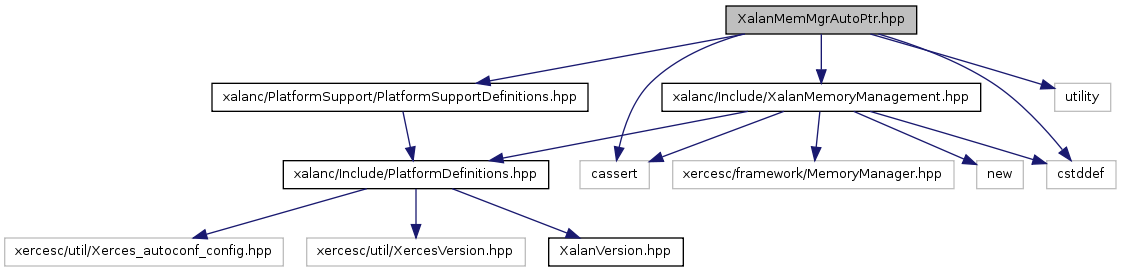 XalanMemMgrAutoPtr.hpp
xalanc/PlatformSupport/PlatformSupportDefinitions.hpp
xalanc/Include/XalanMemoryManagement.hpp
utility
xalanc/Include/PlatformDefinitions.hpp
cassert
xercesc/framework/MemoryManager.hpp
new
cstddef
xercesc/util/Xerces_autoconf_config.hpp
xercesc/util/XercesVersion.hpp
XalanVersion.hpp